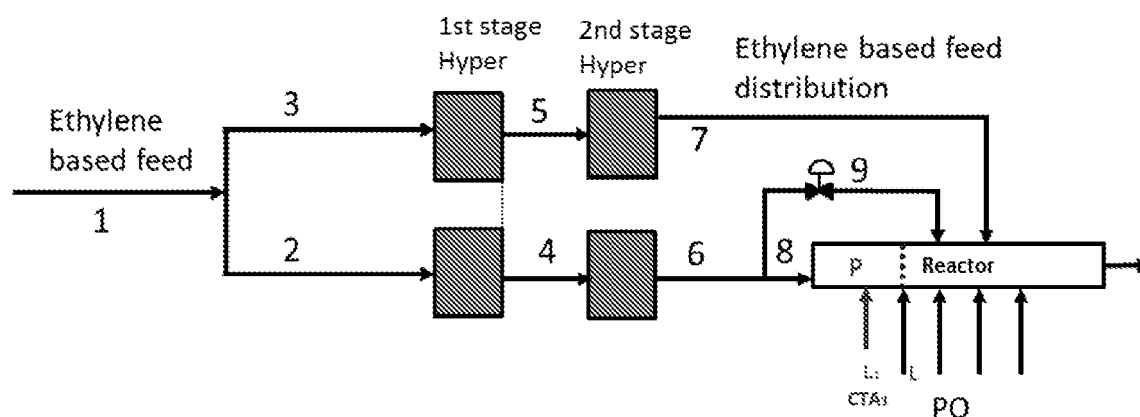 1st stage
Hyper
2nd stage
Hyper
Ethylene based feed
distribution
Ethylene
based feed
1
3
5
7
9
2
4
6
8
P
Reactor
CTA₃
PO